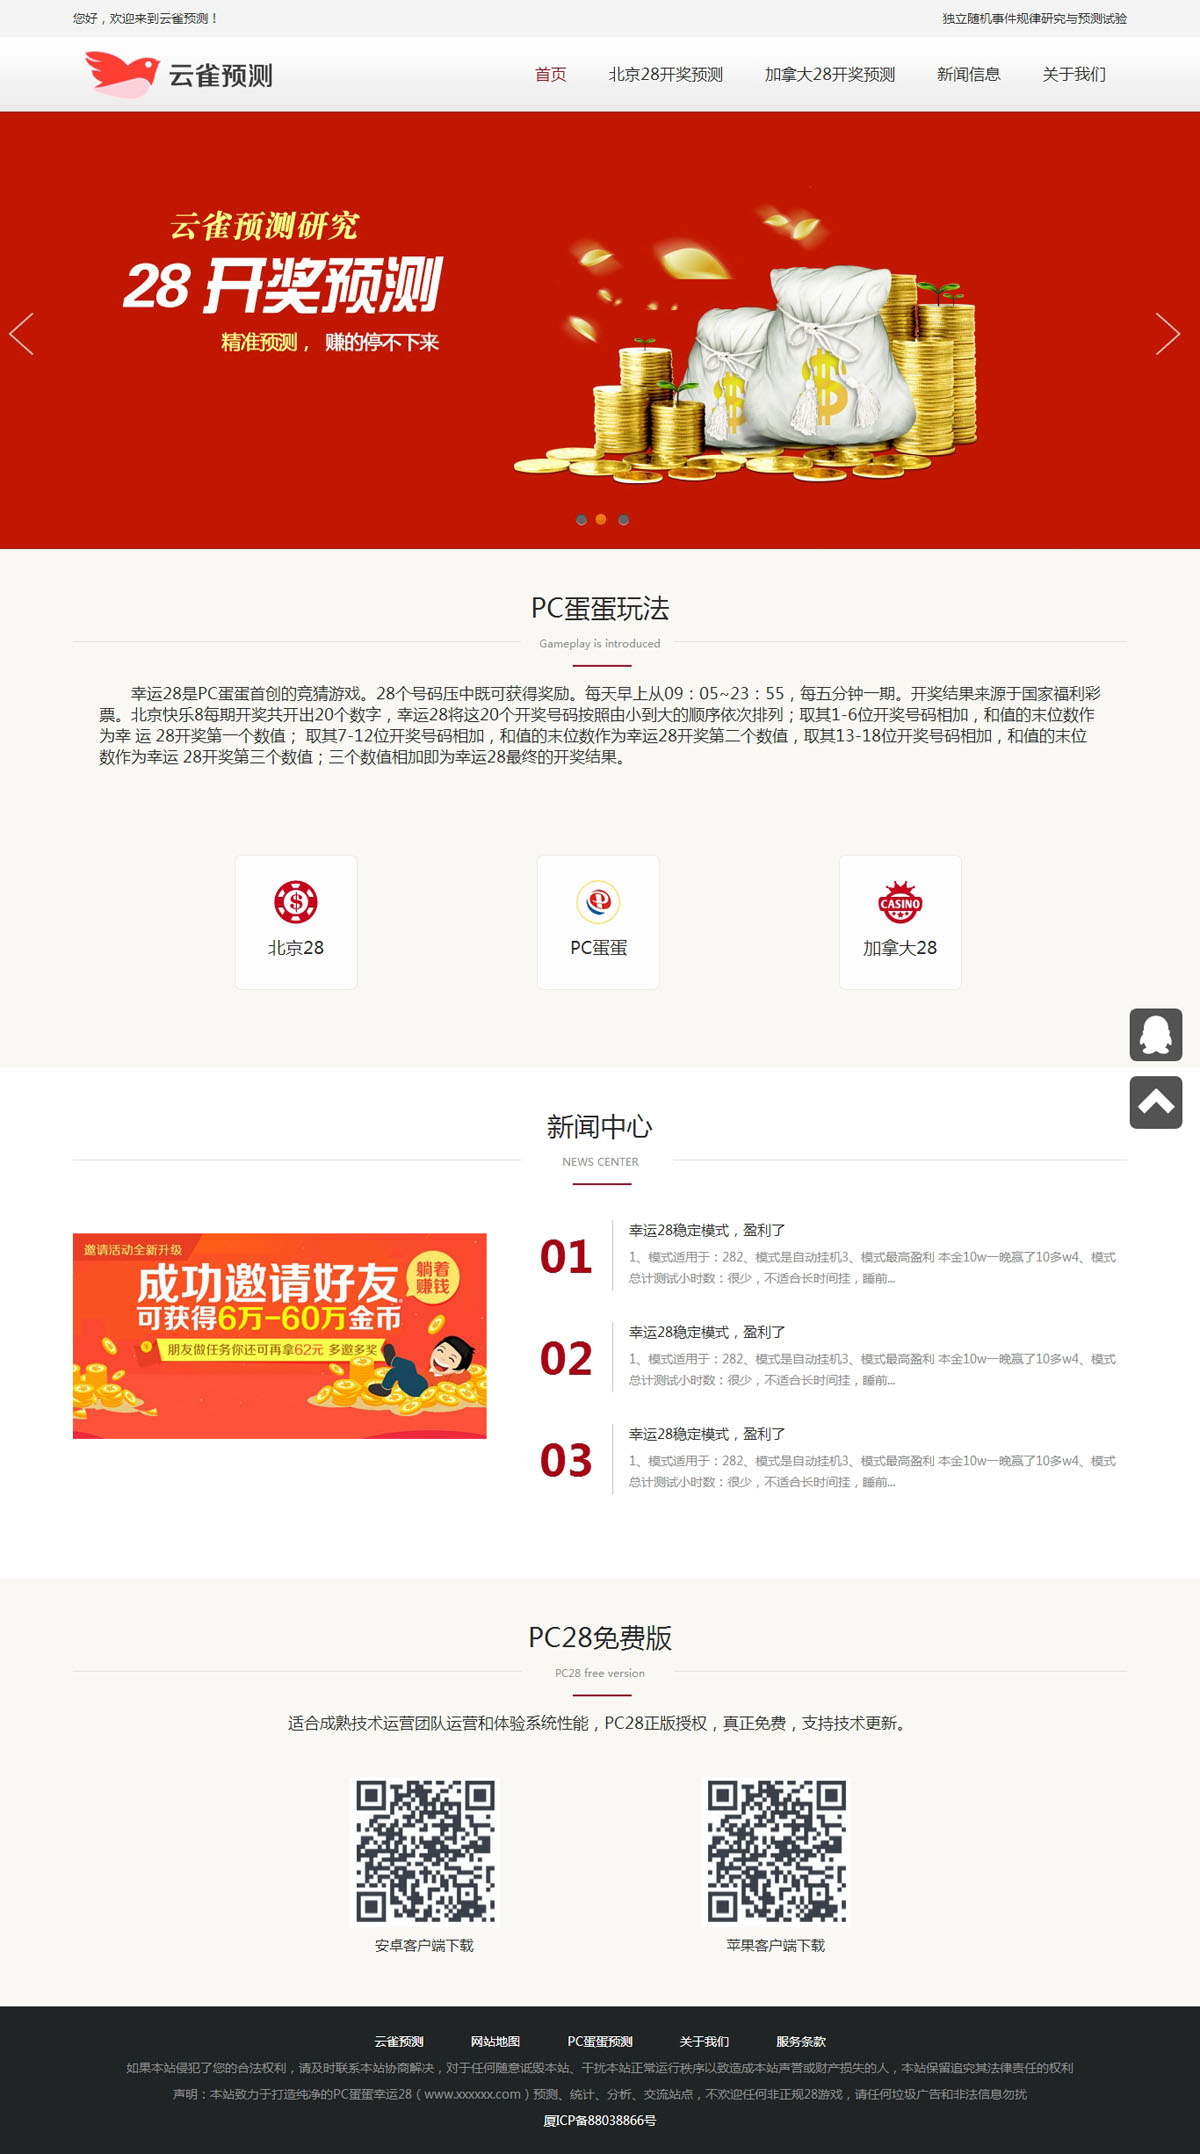 您好，欢迎来到云雀预测！
独立随机事件规律研究与预测试验
云雀预测
首页
北京28开奖预测
加拿大28开奖预测
新闻信息
关于我们
云雀预测研究
28 开奖预测
精准预测， 赚的停不下来
PC蛋蛋玩法
Gameplay is introduced
幸运28是PC蛋蛋首创的竞猜游戏。28个号码压中既可获得奖励。每天早上从09：05~23：55，每五分钟一期。开奖结果来源于国家福利彩
票。北京快乐8每期开奖共开出20个数字，幸运28将这20个开奖号码按照由小到大的顺序依次排列；取其1-6位开奖号码相加，和值的末位数作
为幸 运 28开奖第一个数值； 取其7-12位开奖号码相加，和值的末位数作为幸运28开奖第二个数值，取其13-18位开奖号码相加，和值的末位
数作为幸运 28开奖第三个数值；三个数值相加即为幸运28最终的开奖结果。
$
北京28
PC蛋蛋
CASINO
加拿大28
新闻中心
NEWS CENTER
邀请活动全新升级
成功邀请好友
躺着
赚钱
可获得6万-60万金币
朋友做任务你还可再拿62元 多邀多奖
01
幸运28稳定模式，盈利了
1、模式适用于：282、模式是自动挂机3、模式最高盈利 本金10w一晚赢了10多w4、模式
总计测试小时数：很少，不适合长时间挂，睡前...
02
幸运28稳定模式，盈利了
1、模式适用于：282、模式是自动挂机3、模式最高盈利 本金10w一晚赢了10多w4、模式
总计测试小时数：很少，不适合长时间挂，睡前...
03
幸运28稳定模式，盈利了
1、模式适用于：282、模式是自动挂机3、模式最高盈利 本金10w一晚赢了10多w4、模式
总计测试小时数：很少，不适合长时间挂，睡前...
PC28免费版
PC28 free version
适合成熟技术运营团队运营和体验系统性能，PC28正版授权，真正免费，支持技术更新。
安卓客户端下载
苹果客户端下载
云雀预测
网站地图
PC蛋蛋预测
关于我们
服务条款
如果本站侵犯了您的合法权利，请及时联系本站协商解决，对于任何随意诋毁本站、干扰本站正常运行秩序以致造成本站声誉或财产损失的人，本站保留追究其法律责任的权利
声明：本站致力于打造纯净的PC蛋蛋幸运28（www.xxxxxx.com）预测、统计、分析、交流站点，不欢迎任何非正规28游戏，请任何垃圾广告和非法信息勿扰
厦ICP备88038866号